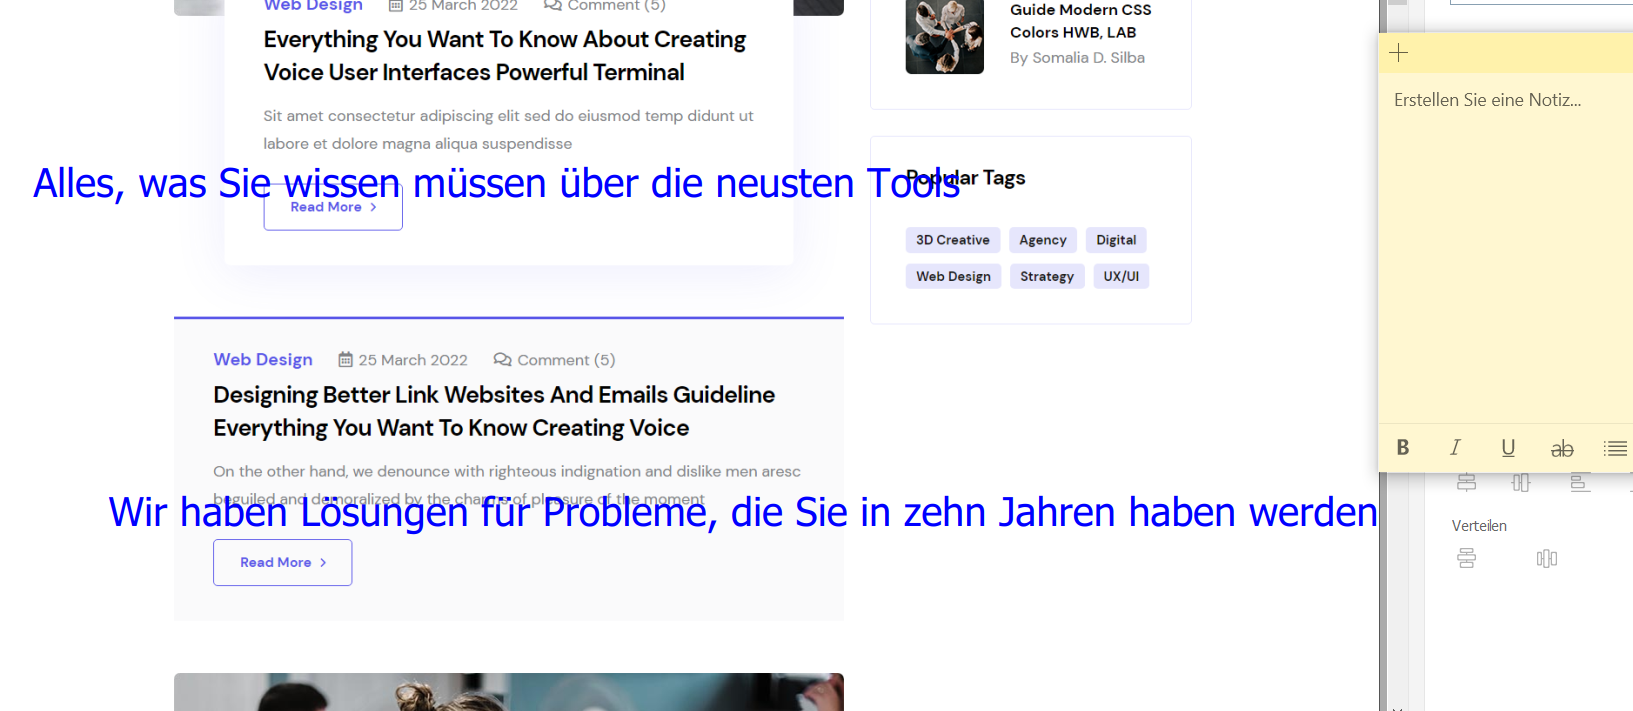 Web Design 25 March 2022 Comment (5)
Everything You Want To Know About Creating
Voice User Interfaces Powerful Terminal
Sit amet consectetur adipiscing elit sed do eiusmod temp didunt ut
labore et dolore magna aliqua suspendisse
Alles, was Sie wissen müssen über die neusten Tools
Read More
Web Design 25 March 2022 Comment (5)
Designing Better Link Websites And Emails Guideline
Everything You Want To Know Creating Voice
On the other hand, we denounce with righteous indignation and dislike men aresc
beguiled and demoralized by the charms of pleasure of the moment
Wir haben Lösungen für Probleme, die Sie in zehn Jahren haben werden
Read More
Guide Modern CSS
Colors HWB, LAB
By Somalia D. Silba
Popular Tags
3D Creative Agency Digital
Web Design Strategy UX/UI
Erstellen Sie eine Notiz...
B I U ab
Verteilen